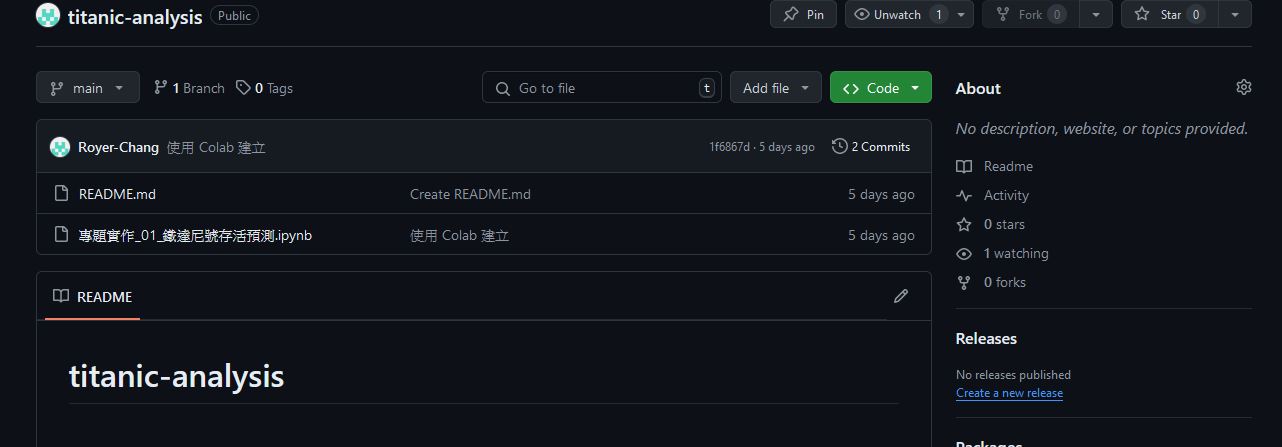 titanic-analysis Public Pin Unwatch 1 Fork 0 Star 0
main 1 Branch 0 Tags Go to file t Add file Code
Royer-Chang 使用 Colab 建立 1f6867d · 5 days ago 2 Commits
README.md Create README.md 5 days ago
專題實作_01_鐵達尼號存活預測.ipynb 使用 Colab 建立 5 days ago
README
titanic-analysis
About
No description, website, or topics provided.
Readme
Activity
0 stars
1 watching
0 forks
Releases
No releases published
Create a new release
Packages